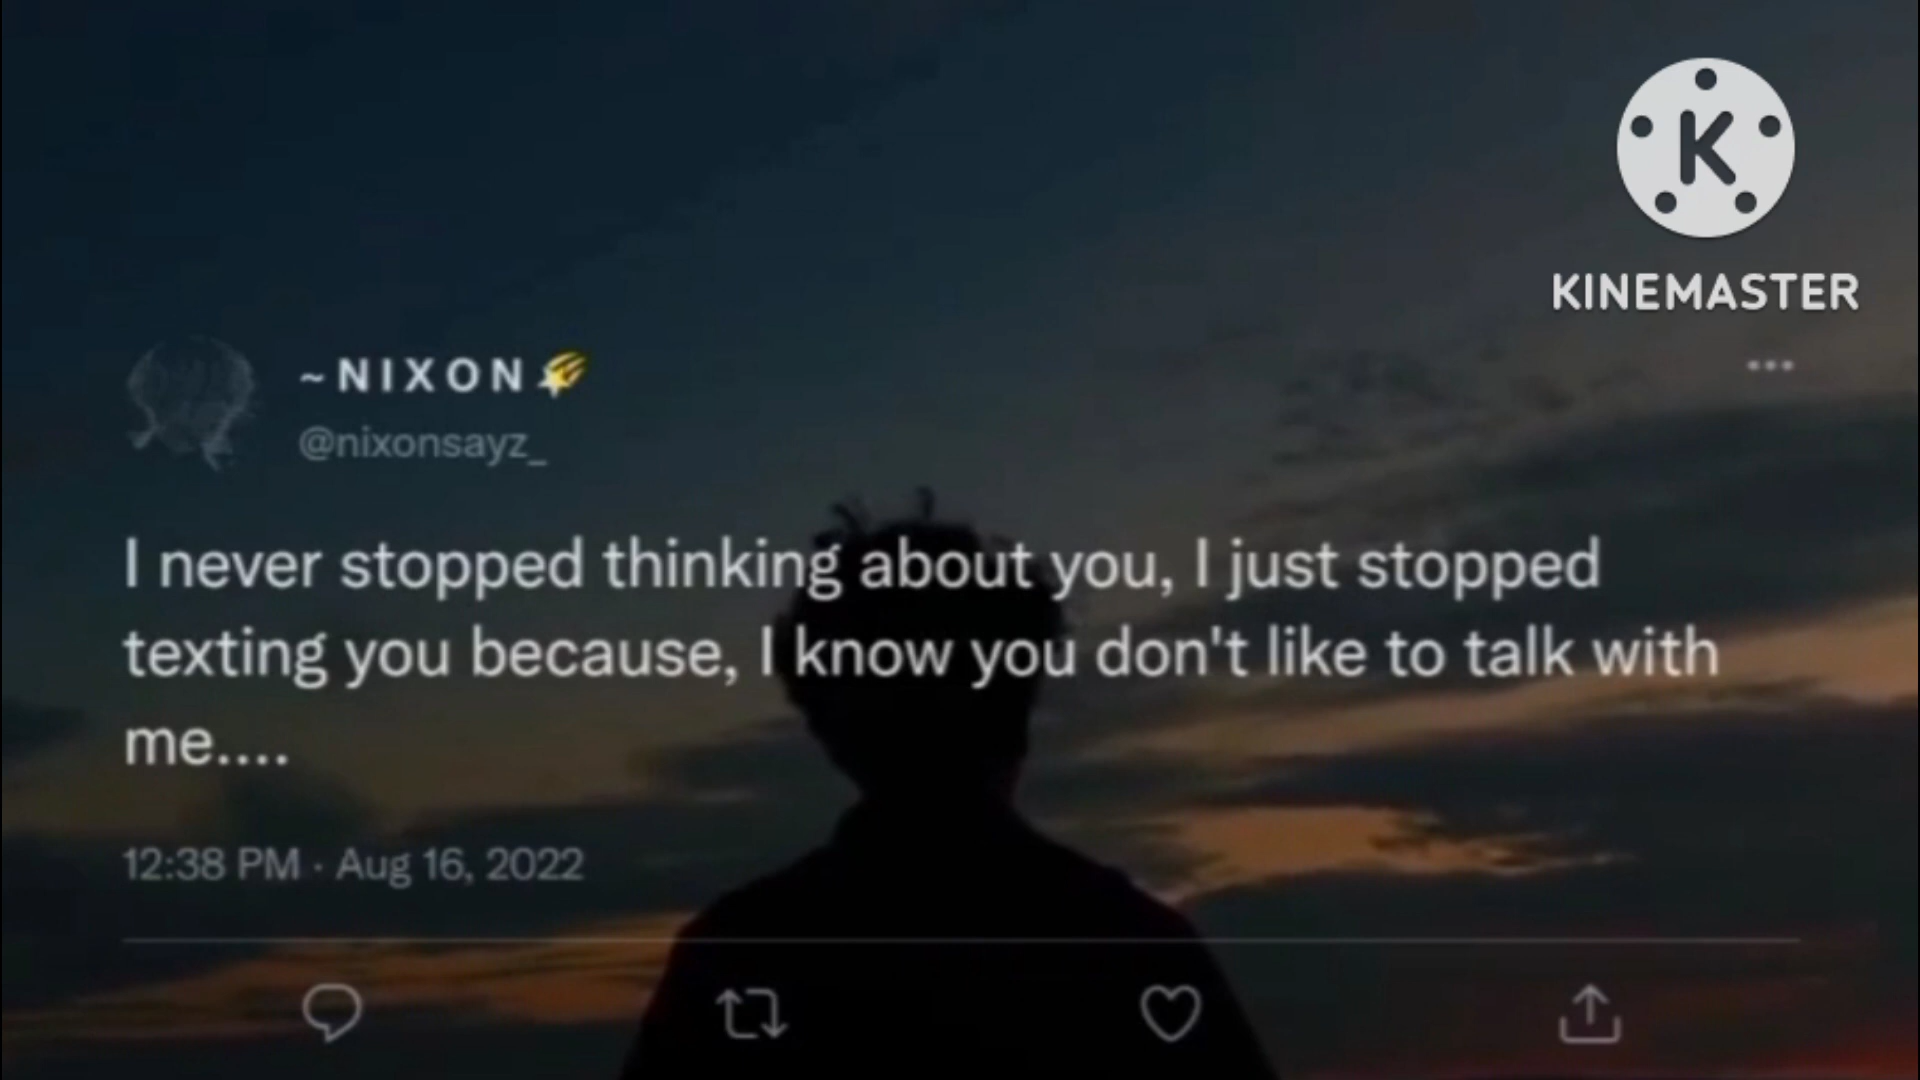 K
KINEMASTER
~NIXON🌠
@nixonsayz_
I never stopped thinking about you, I just stopped
texting you because, I know you don't like to talk with
me....
12:38 PM · Aug 16, 2022